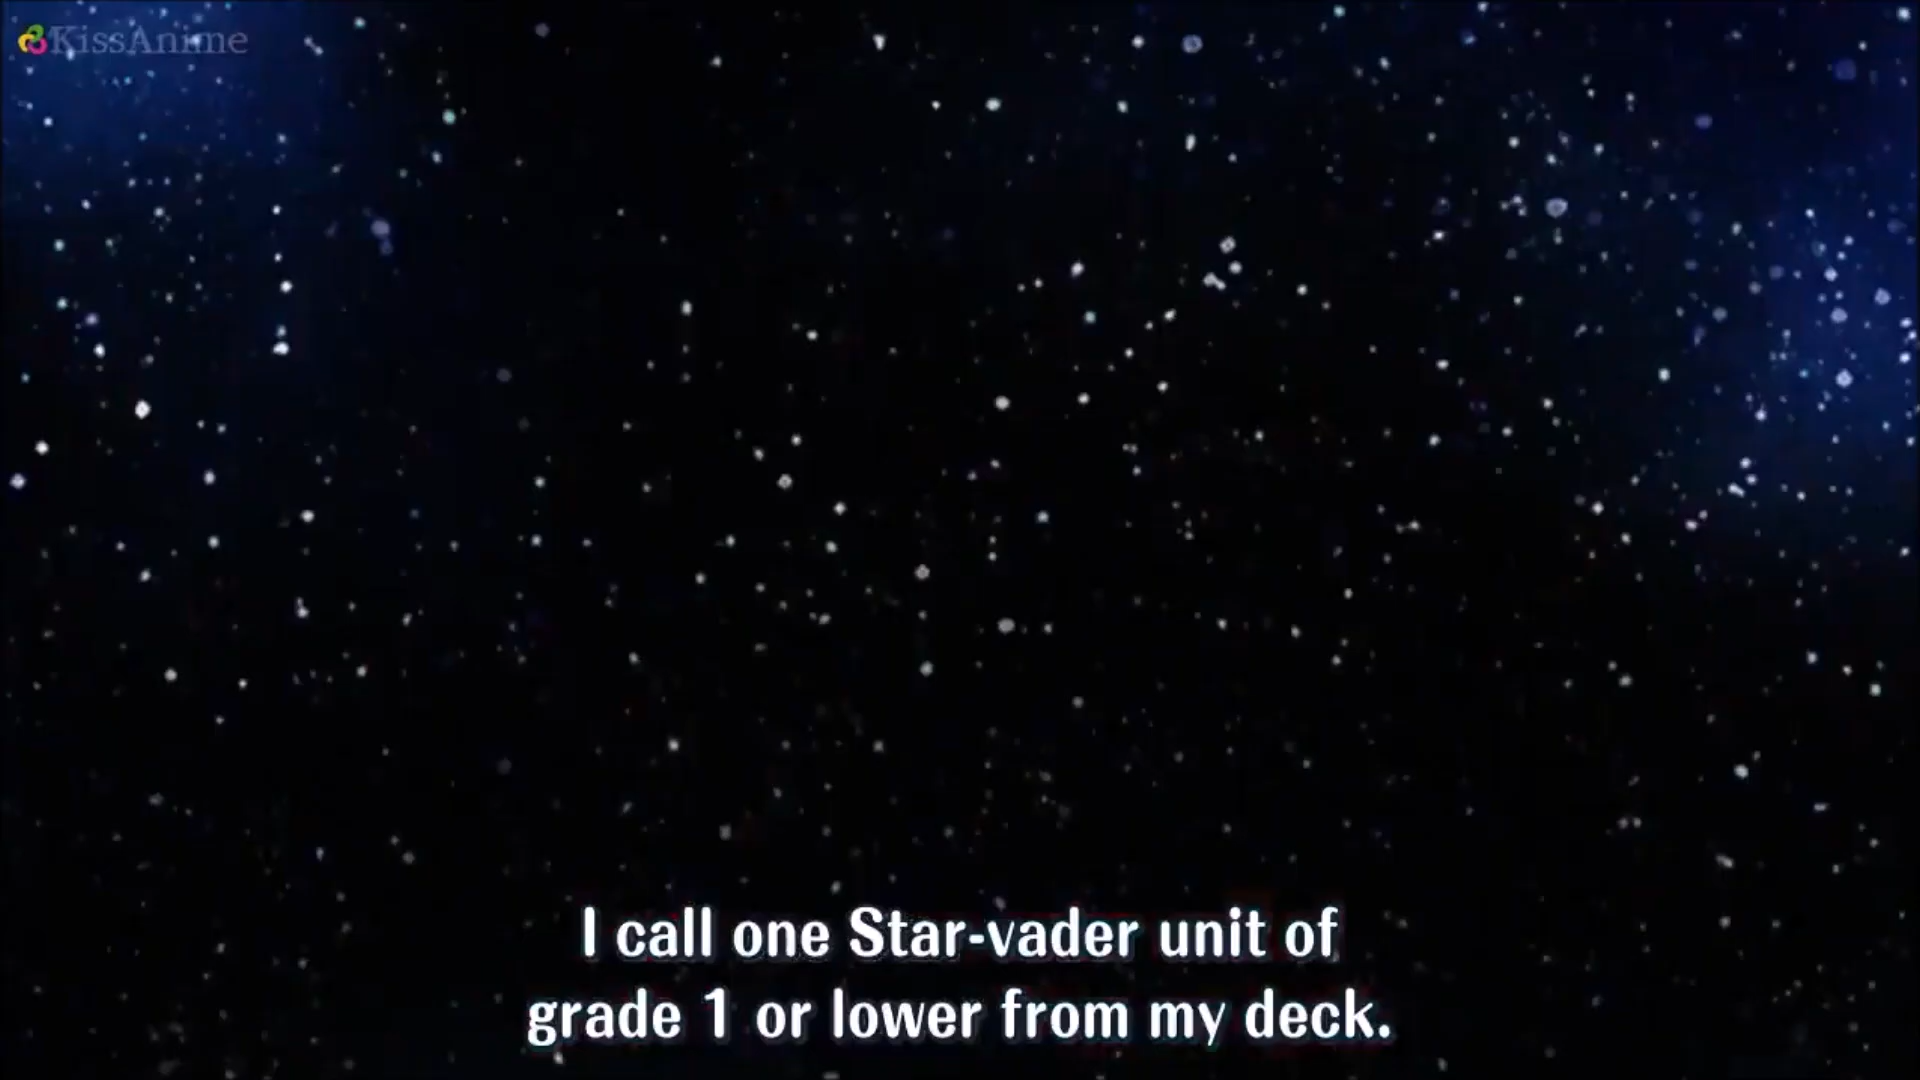 KissAnime
I call one Star-vader unit of
grade 1 or lower from my deck.